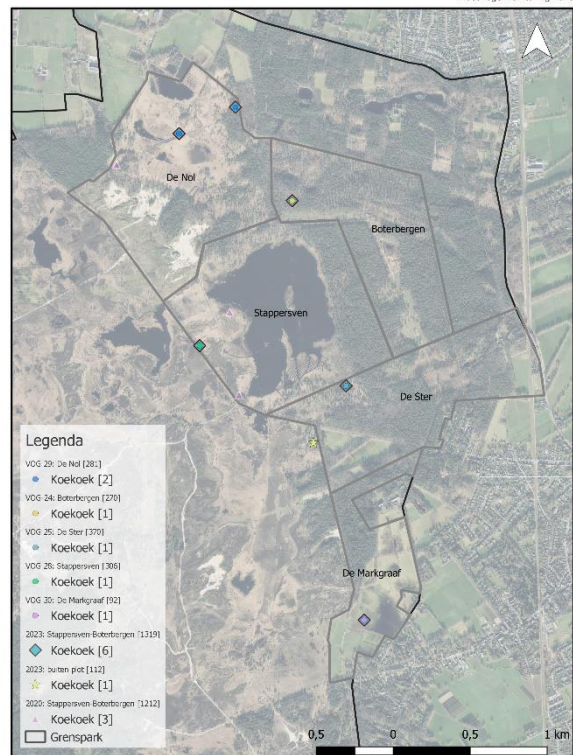 De Nol
Boterbergen
Stappersven
De Ster
De Markgraaf
Legenda
VOG 29: De Nol [281]
Koekoek [2]
VOG 24: Boterbergen [270]
Koekoek [1]
VOG 25: De Ster [370]
Koekoek [1]
VOG 28: Stappersven [306]
Koekoek [1]
VOG 30: De Markgraaf [92]
Koekoek [1]
2023: Stappersven-Boterbergen [1319]
Koekoek [6]
2023: buiten plot [112]
Koekoek [1]
2020: Stappersven-Boterbergen [1212]
Koekoek [3]
Grenspark
0,5 0 0,5 1 km